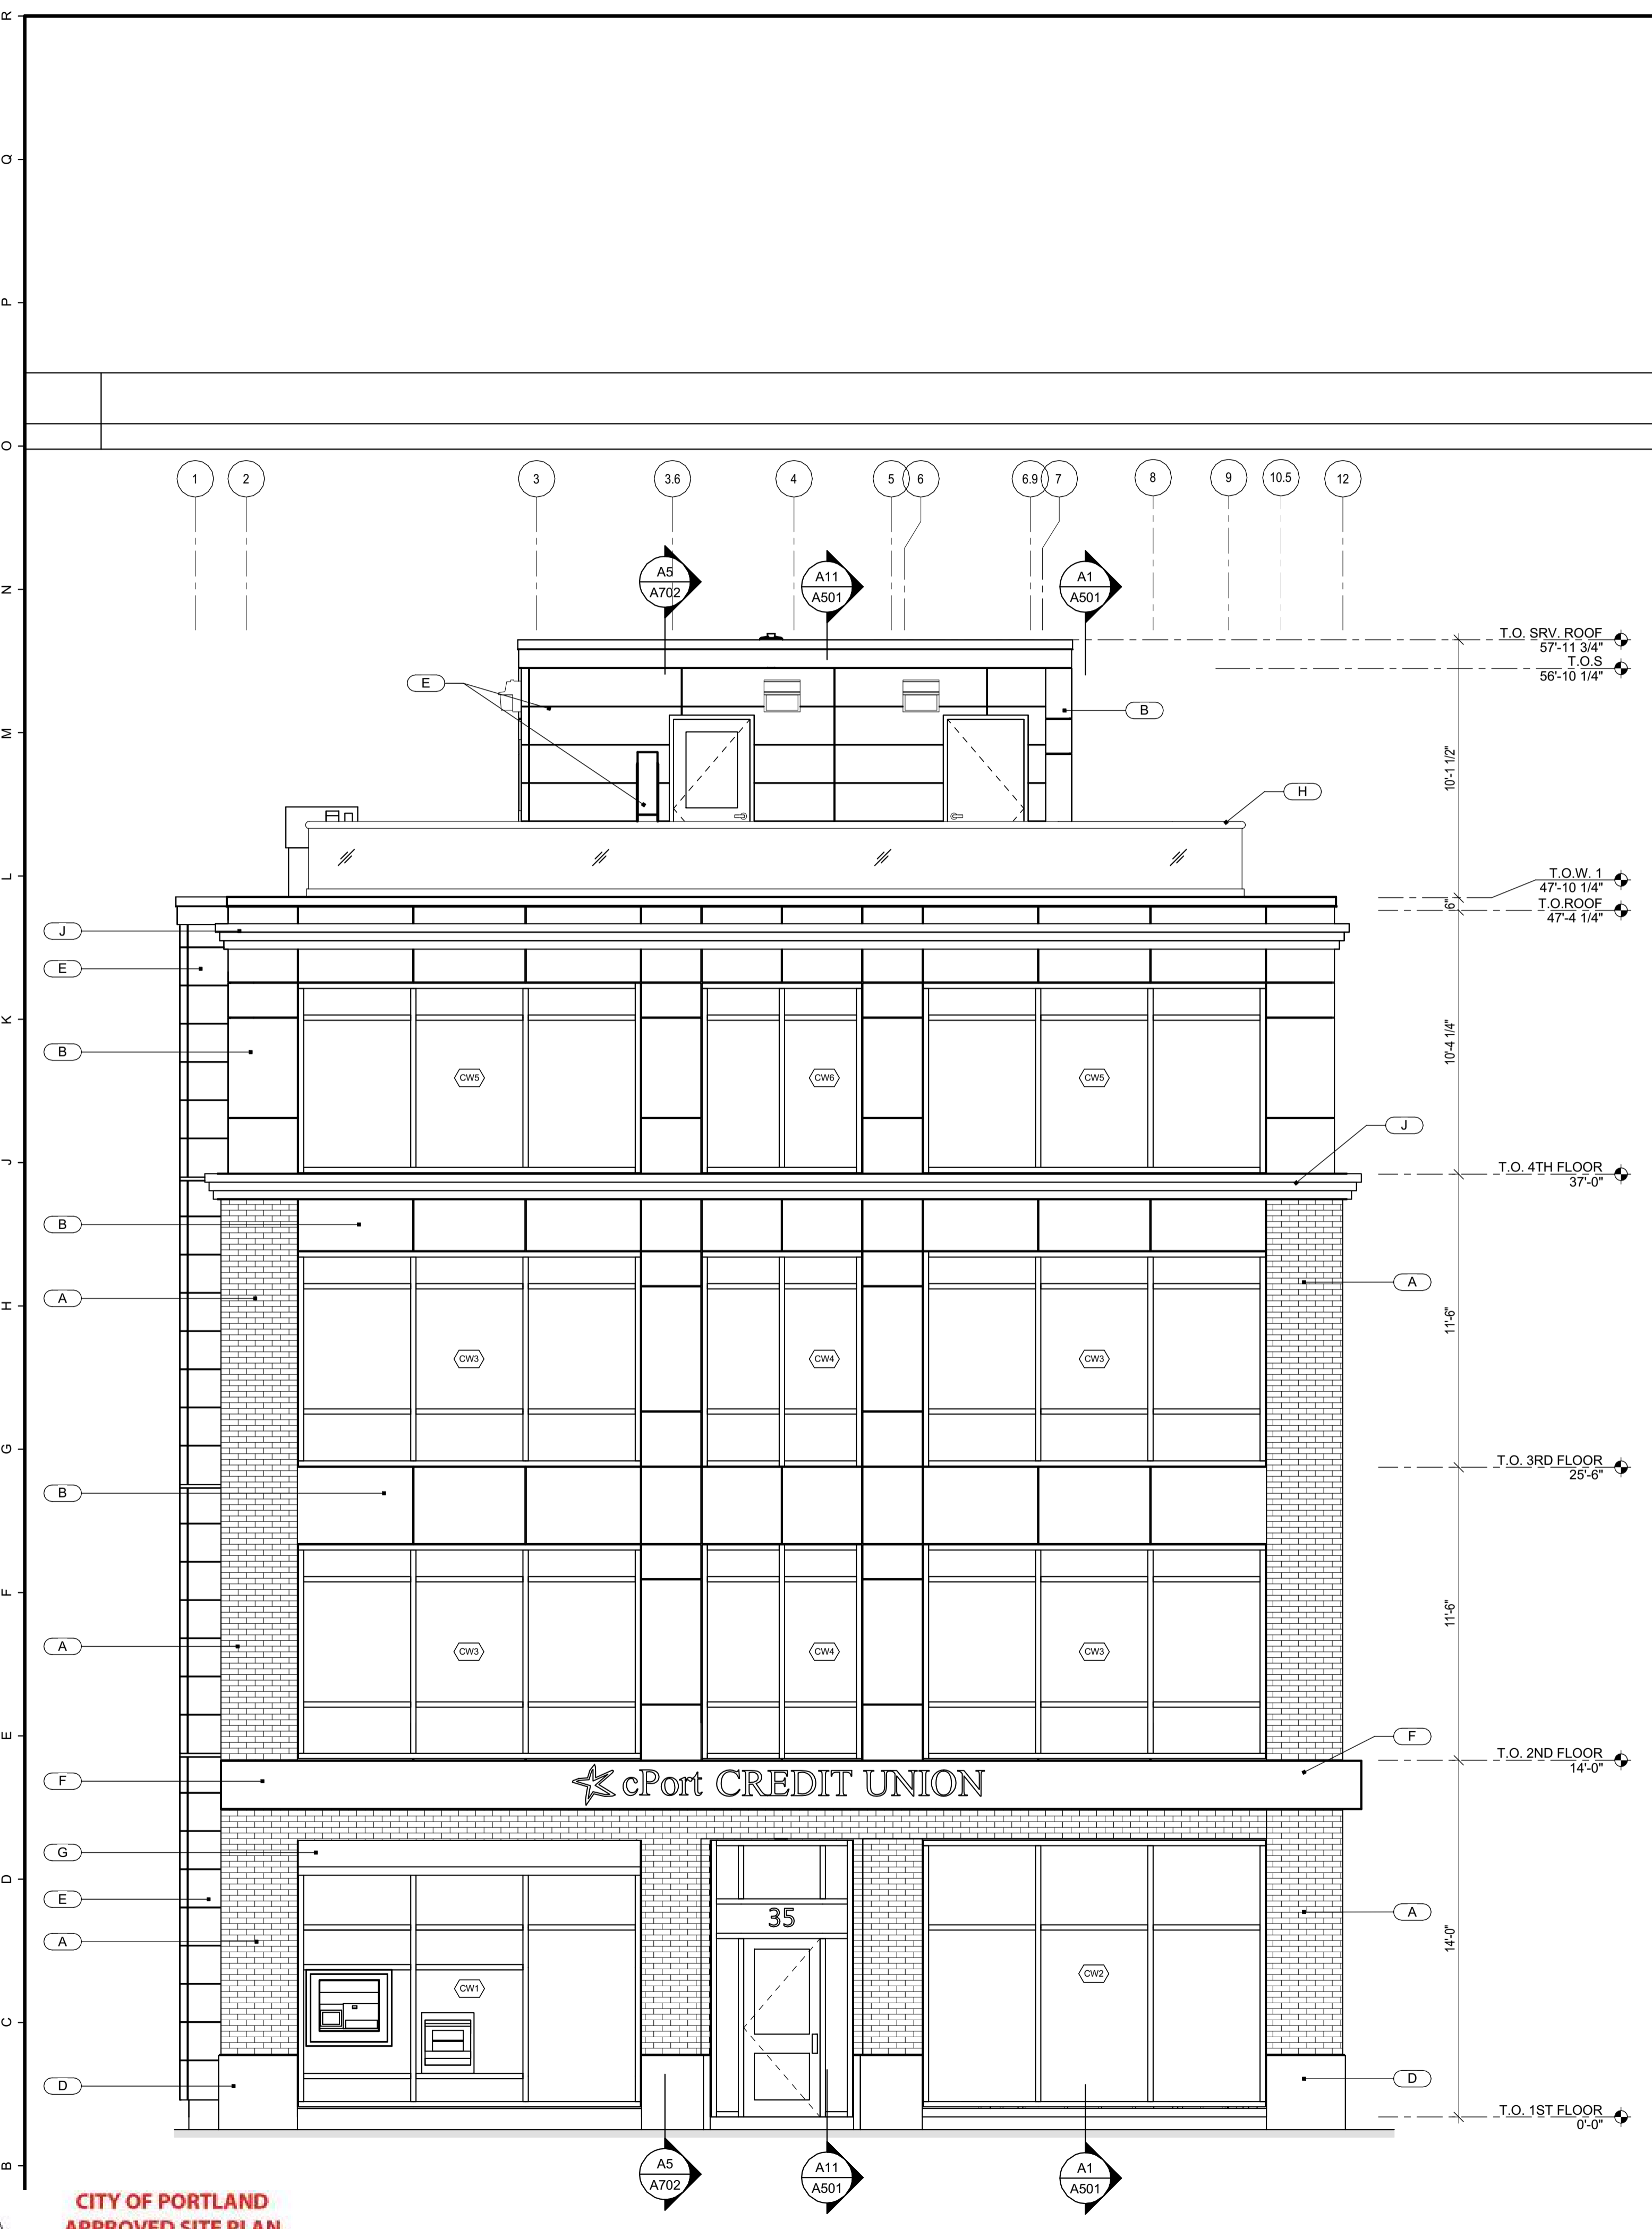 R
Q
P
O
N
M
L
K
J
H
G
F
E
D
C
B
1
2
3
3.6
4
5
6
6.9
7
8
9
10.5
12
A5
A702
A11
A501
A1
A501
T.O. SRV. ROOF
57'-11 3/4"
T.O.S
56'-10 1/4"
E
B
10'-1 1/2"
H
T.O.W. 1
47'-10 1/4"
6"
T.O.ROOF
47'-4 1/4"
J
E
B
CW5
CW6
CW5
10'-4 1/4"
J
T.O. 4TH FLOOR
37'-0"
B
A
A
11'-6"
CW3
CW4
CW3
T.O. 3RD FLOOR
25'-6"
B
11'-6"
A
CW3
CW4
CW3
F
T.O. 2ND FLOOR
14'-0"
F
cPort CREDIT UNION
G
E
A
A
35
14'-0"
CW1
CW2
D
D
T.O. 1ST FLOOR
0'-0"
A5
A702
A11
A501
A1
A501
CITY OF PORTLAND
APPROVED SITE PLAN